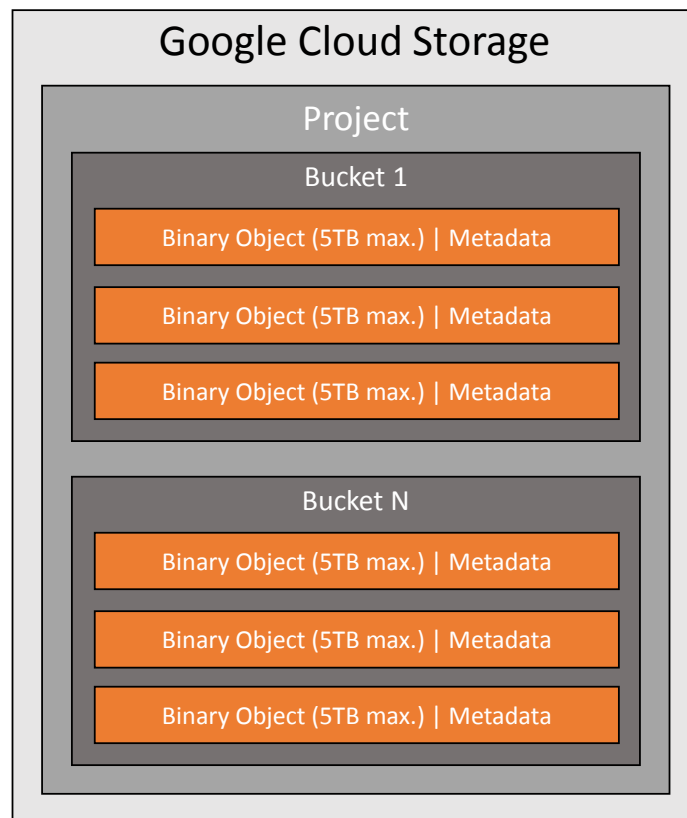 Google Cloud Storage
Project
Bucket 1
Binary Object (5TB max.) | Metadata
Binary Object (5TB max.) | Metadata
Binary Object (5TB max.) | Metadata
Bucket N
Binary Object (5TB max.) | Metadata
Binary Object (5TB max.) | Metadata
Binary Object (5TB max.) | Metadata